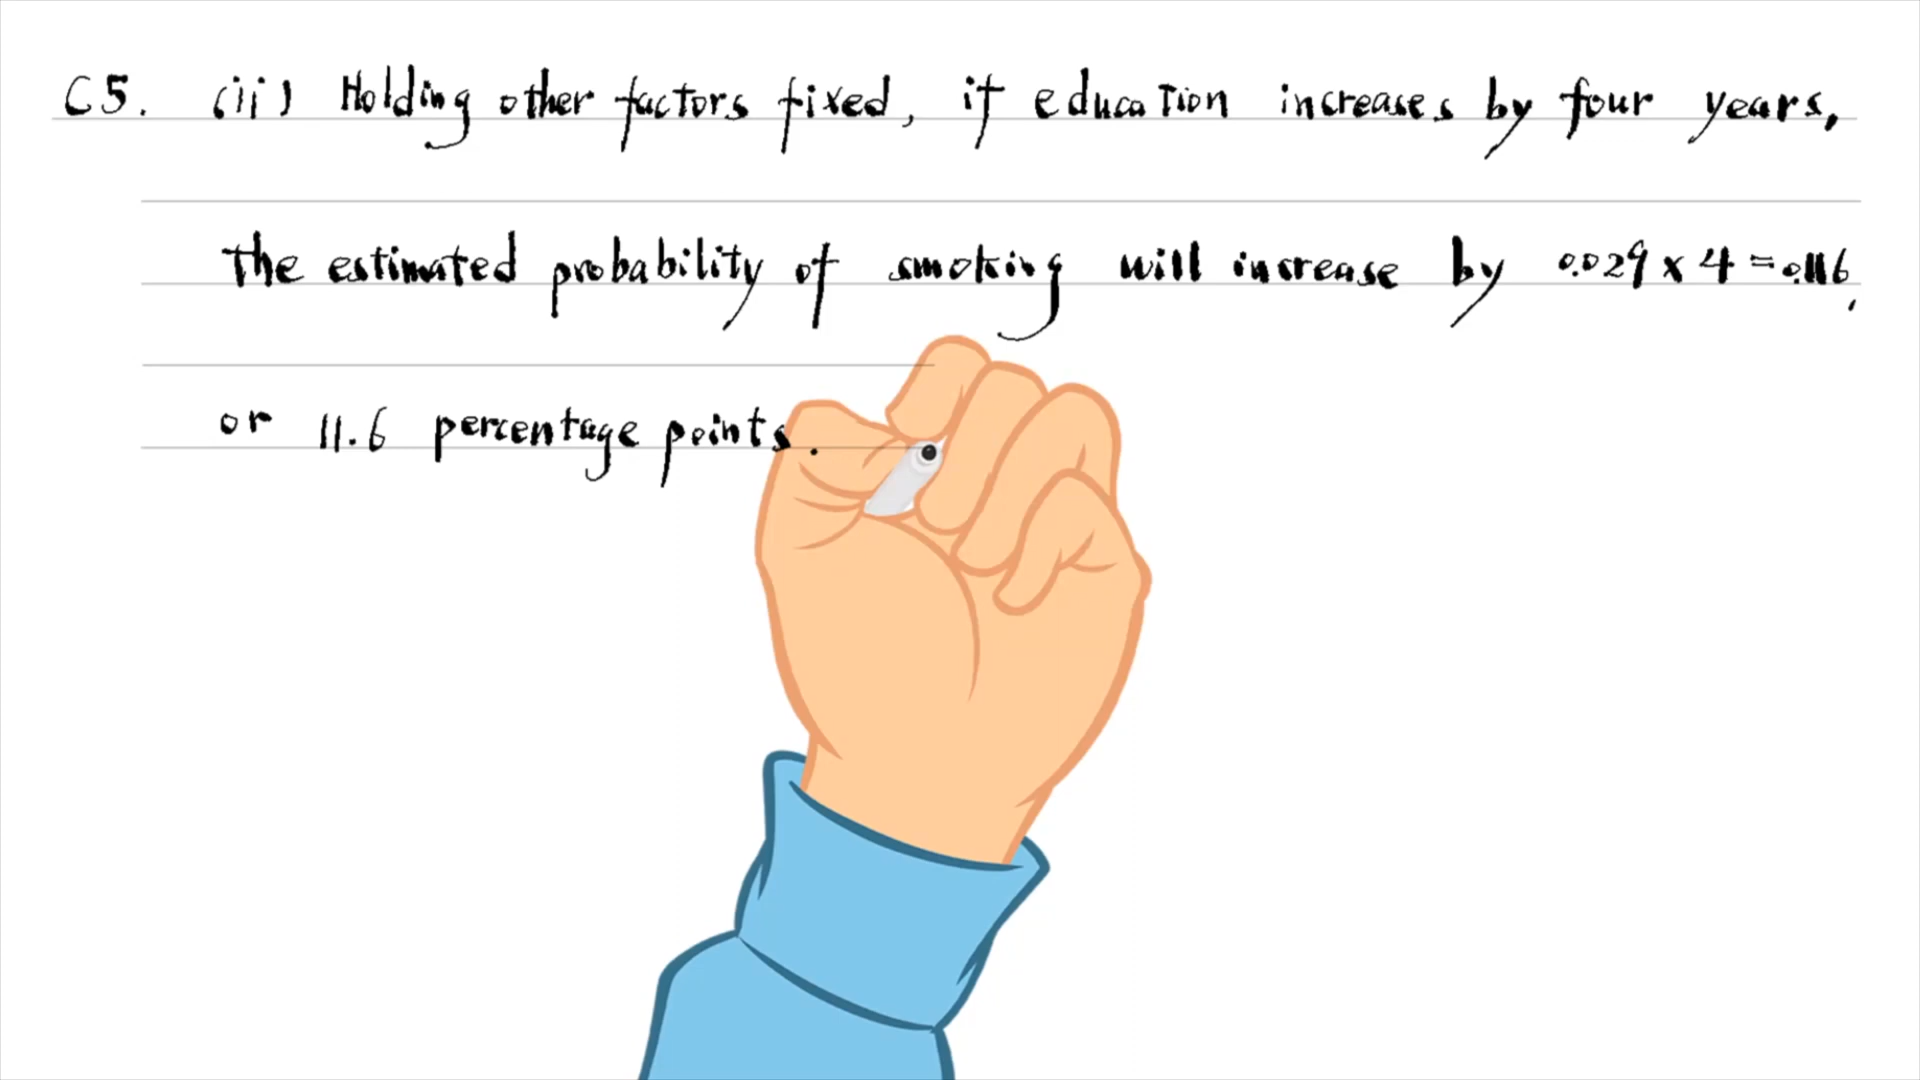 C5. (ii) Holding other factors fixed, if education increases by four years,
the estimated probability of smoking will increase by 0.029 x 4 = 0.116,
or 11.6 percentage points.